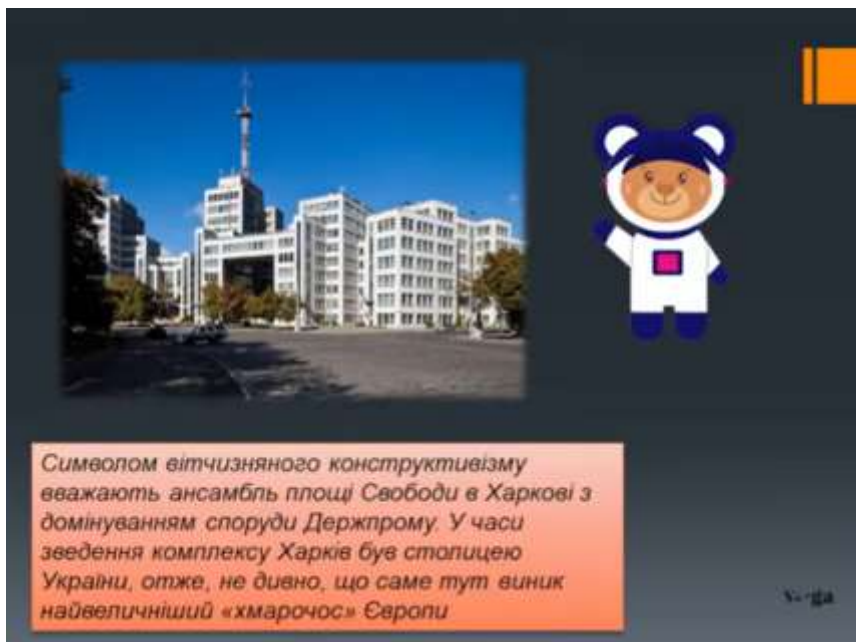 Символом вітчизняного конструктивізму
вважають ансамбль площі Свободи в Харкові з
домінуванням споруди Держпрому. У часи
зведення комплексу Харків був столицею
України, отже, не дивно, що саме тут виник
найвеличніший «хмарочос» Європи